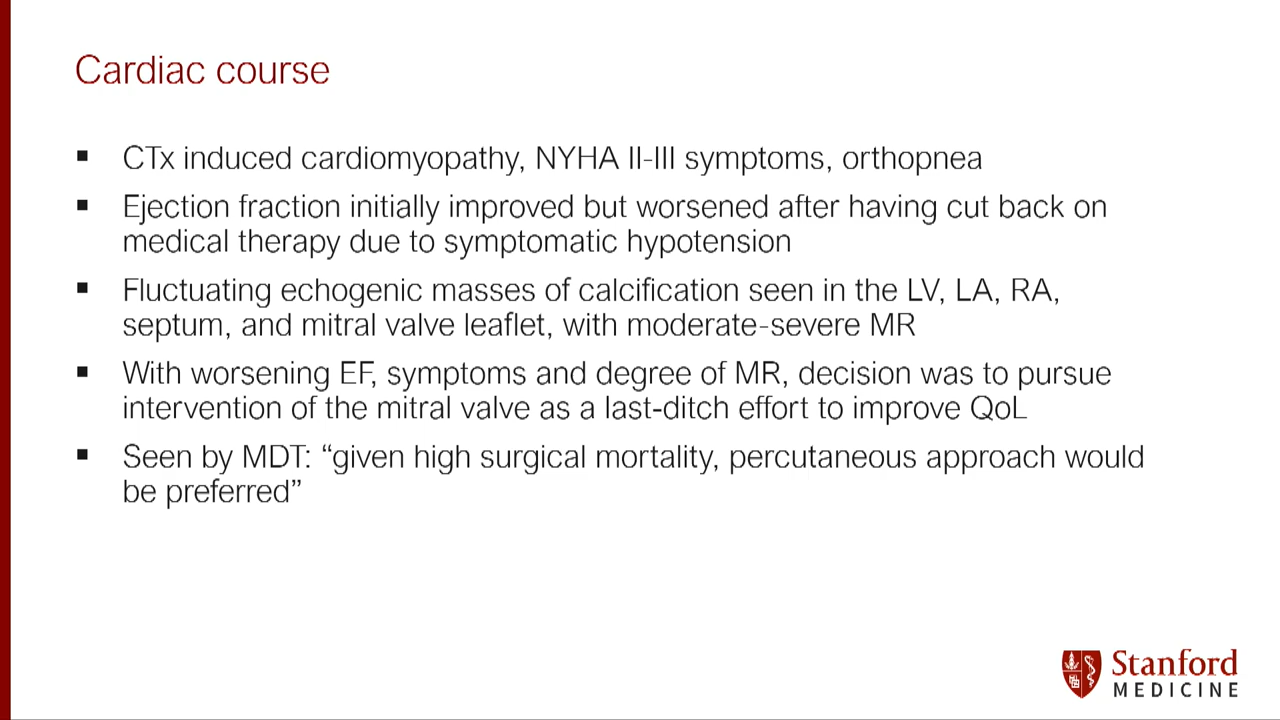 Cardiac course
▪ CTx induced cardiomyopathy, NYHA II-III symptoms, orthopnea
▪ Ejection fraction initially improved but worsened after having cut back on
medical therapy due to symptomatic hypotension
▪ Fluctuating echogenic masses of calcification seen in the LV, LA, RA,
septum, and mitral valve leaflet, with moderate-severe MR
▪ With worsening EF, symptoms and degree of MR, decision was to pursue
intervention of the mitral valve as a last-ditch effort to improve QoL
▪ Seen by MDT: “given high surgical mortality, percutaneous approach would
be preferred”
Stanford
MEDICINE